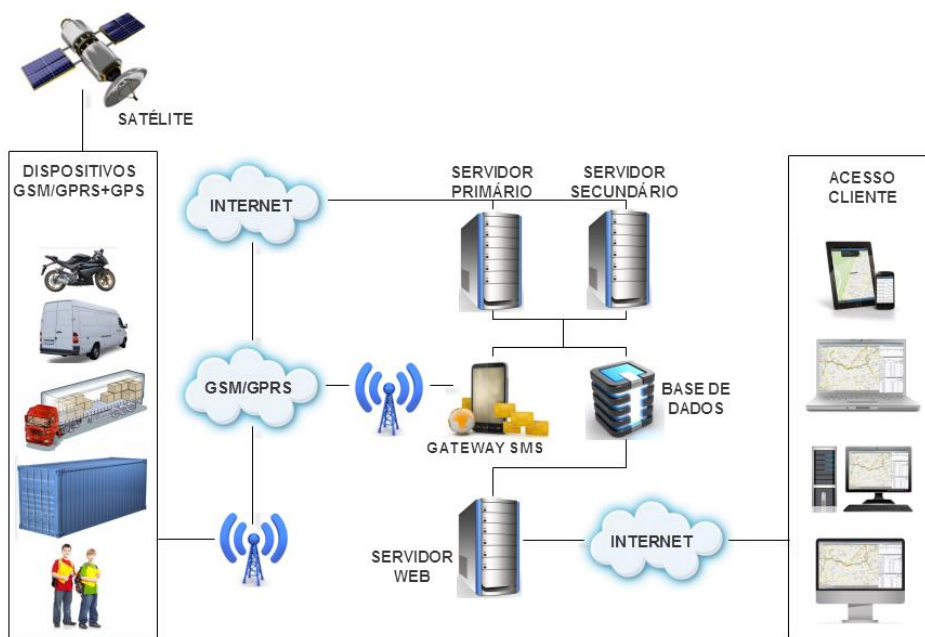 SATÉLITE
DISPOSITIVOS
GSM/GPRS+GPS
INTERNET
SERVIDOR
PRIMÁRIO
SERVIDOR
SECUNDÁRIO
ACESSO
CLIENTE
GSM/GPRS
GATEWAY SMS
BASE DE
DADOS
SERVIDOR
WEB
INTERNET